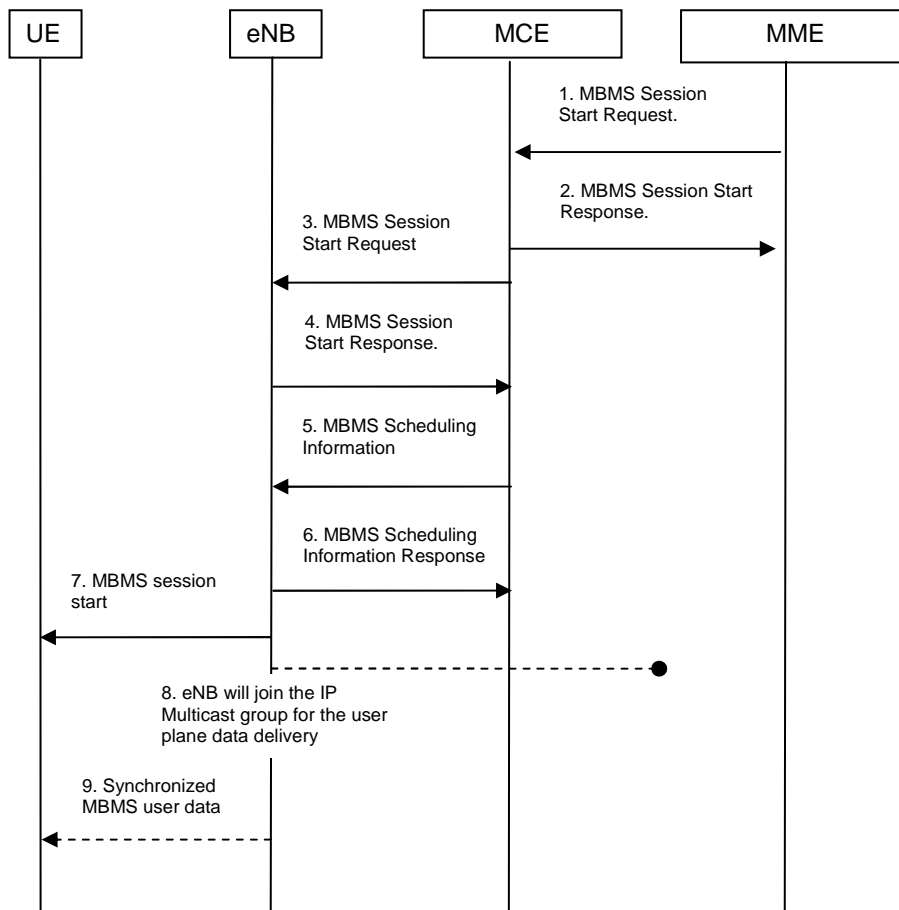 UE
eNB
MCE
MME
1. MBMS Session
Start Request.
2. MBMS Session Start
Response.
3. MBMS Session
Start Request
4. MBMS Session
Start Response.
5. MBMS Scheduling
Information
6. MBMS Scheduling
Information Response
7. MBMS session
start
8. eNB will join the IP
Multicast group for the user
plane data delivery
9. Synchronized
MBMS user data